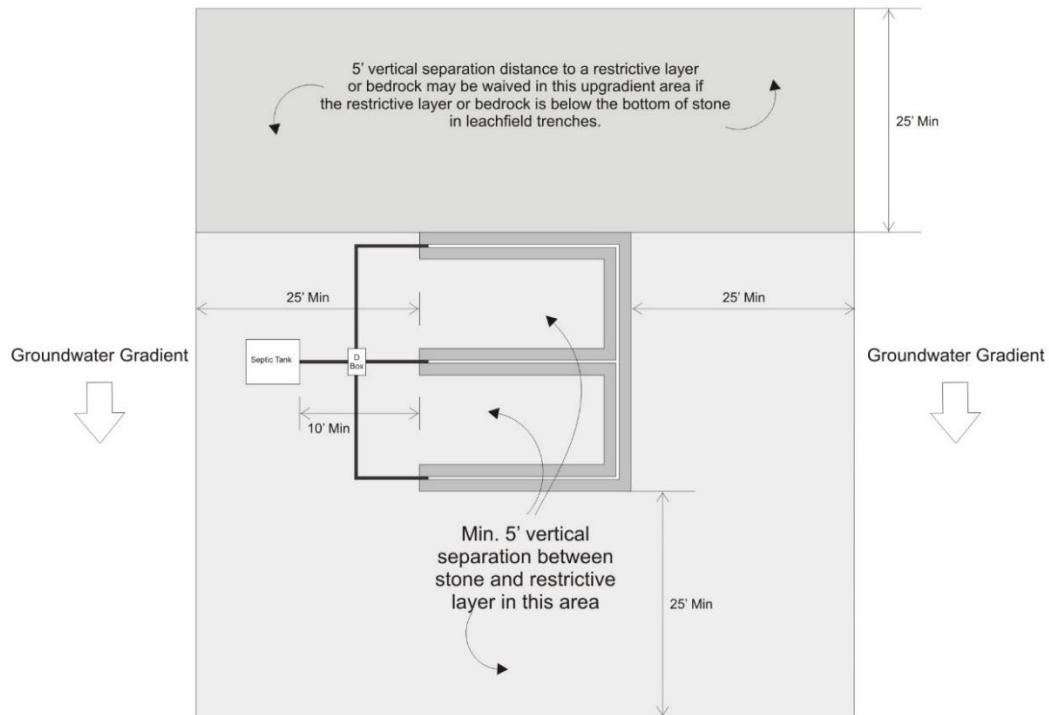 5' vertical separation distance to a restrictive layer
or bedrock may be waived in this upgradient area if
the restrictive layer or bedrock is below the bottom of stone
in leachfield trenches.
25' Min
25' Min
25' Min
Groundwater Gradient
Groundwater Gradient
Septic Tank
D
Box
10' Min
Min. 5' vertical
separation between
stone and restrictive
layer in this area
25' Min